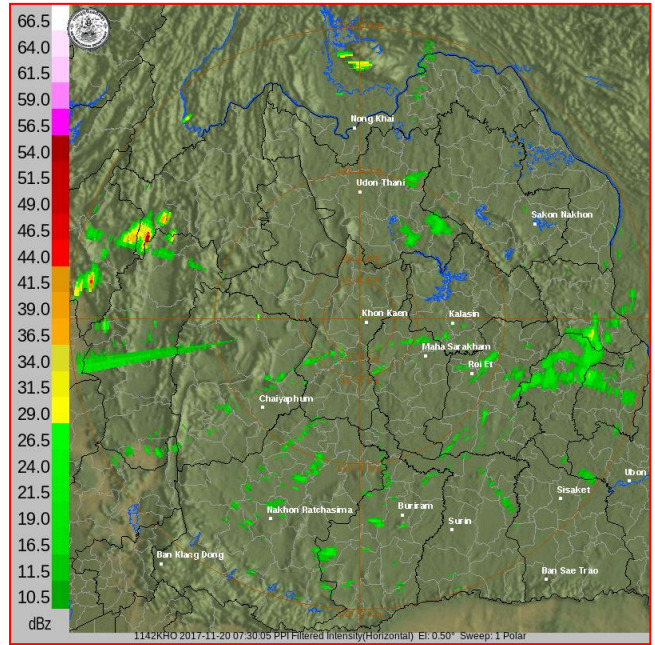 66.5
64.0
61.5
59.0
56.5
54.0
51.5
49.0
46.5
44.0
41.5
39.0
36.5
34.0
31.5
29.0
26.5
24.0
21.5
19.0
16.5
11.5
10.5
dBz
Nong Khai
Udon Thani
Sakon Nakhon
Khon Kaen
Kalasin
Maha Sarakham
Roi Et
Chaiyaphum
Ubon
Sisaket
Nakhon Ratchasima
Buriram
Surin
Ban Klang Dong
Ban Sae Trao
1142KHO 2017-11-20 07:30:05 PPI Filtered Intensity(Horizontal) El: 0.50° Sweep: 1 Polar